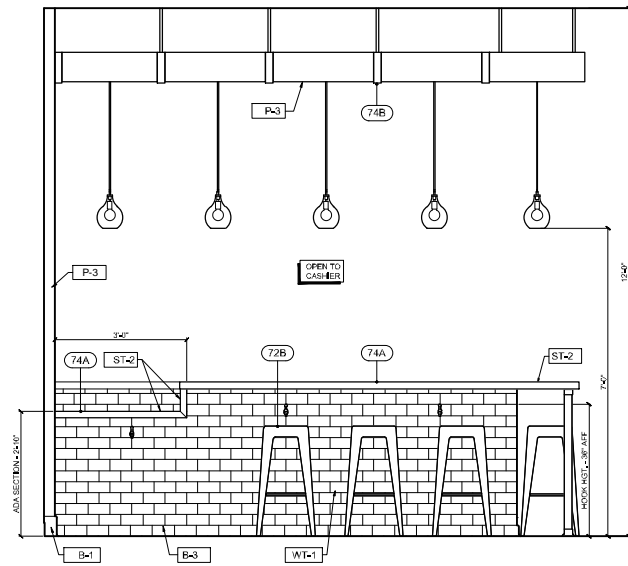 P-3
74B
12'-0"
OPEN TO
CASHIER
P-3
3'-0"
74A
ST-2
72B
74A
ST-2
7'-0"
ADA SECTION - 2'-10"
HOOK HGT. - 36" AFF
B-1
B-3
WT-1